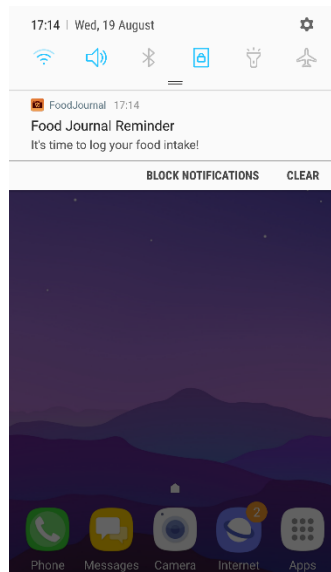 17:14 | Wed, 19 August
FoodJournal 17:14
Food Journal Reminder
It's time to log your food intake!
BLOCK NOTIFICATIONS CLEAR
2
Phone Messages Camera Internet Apps